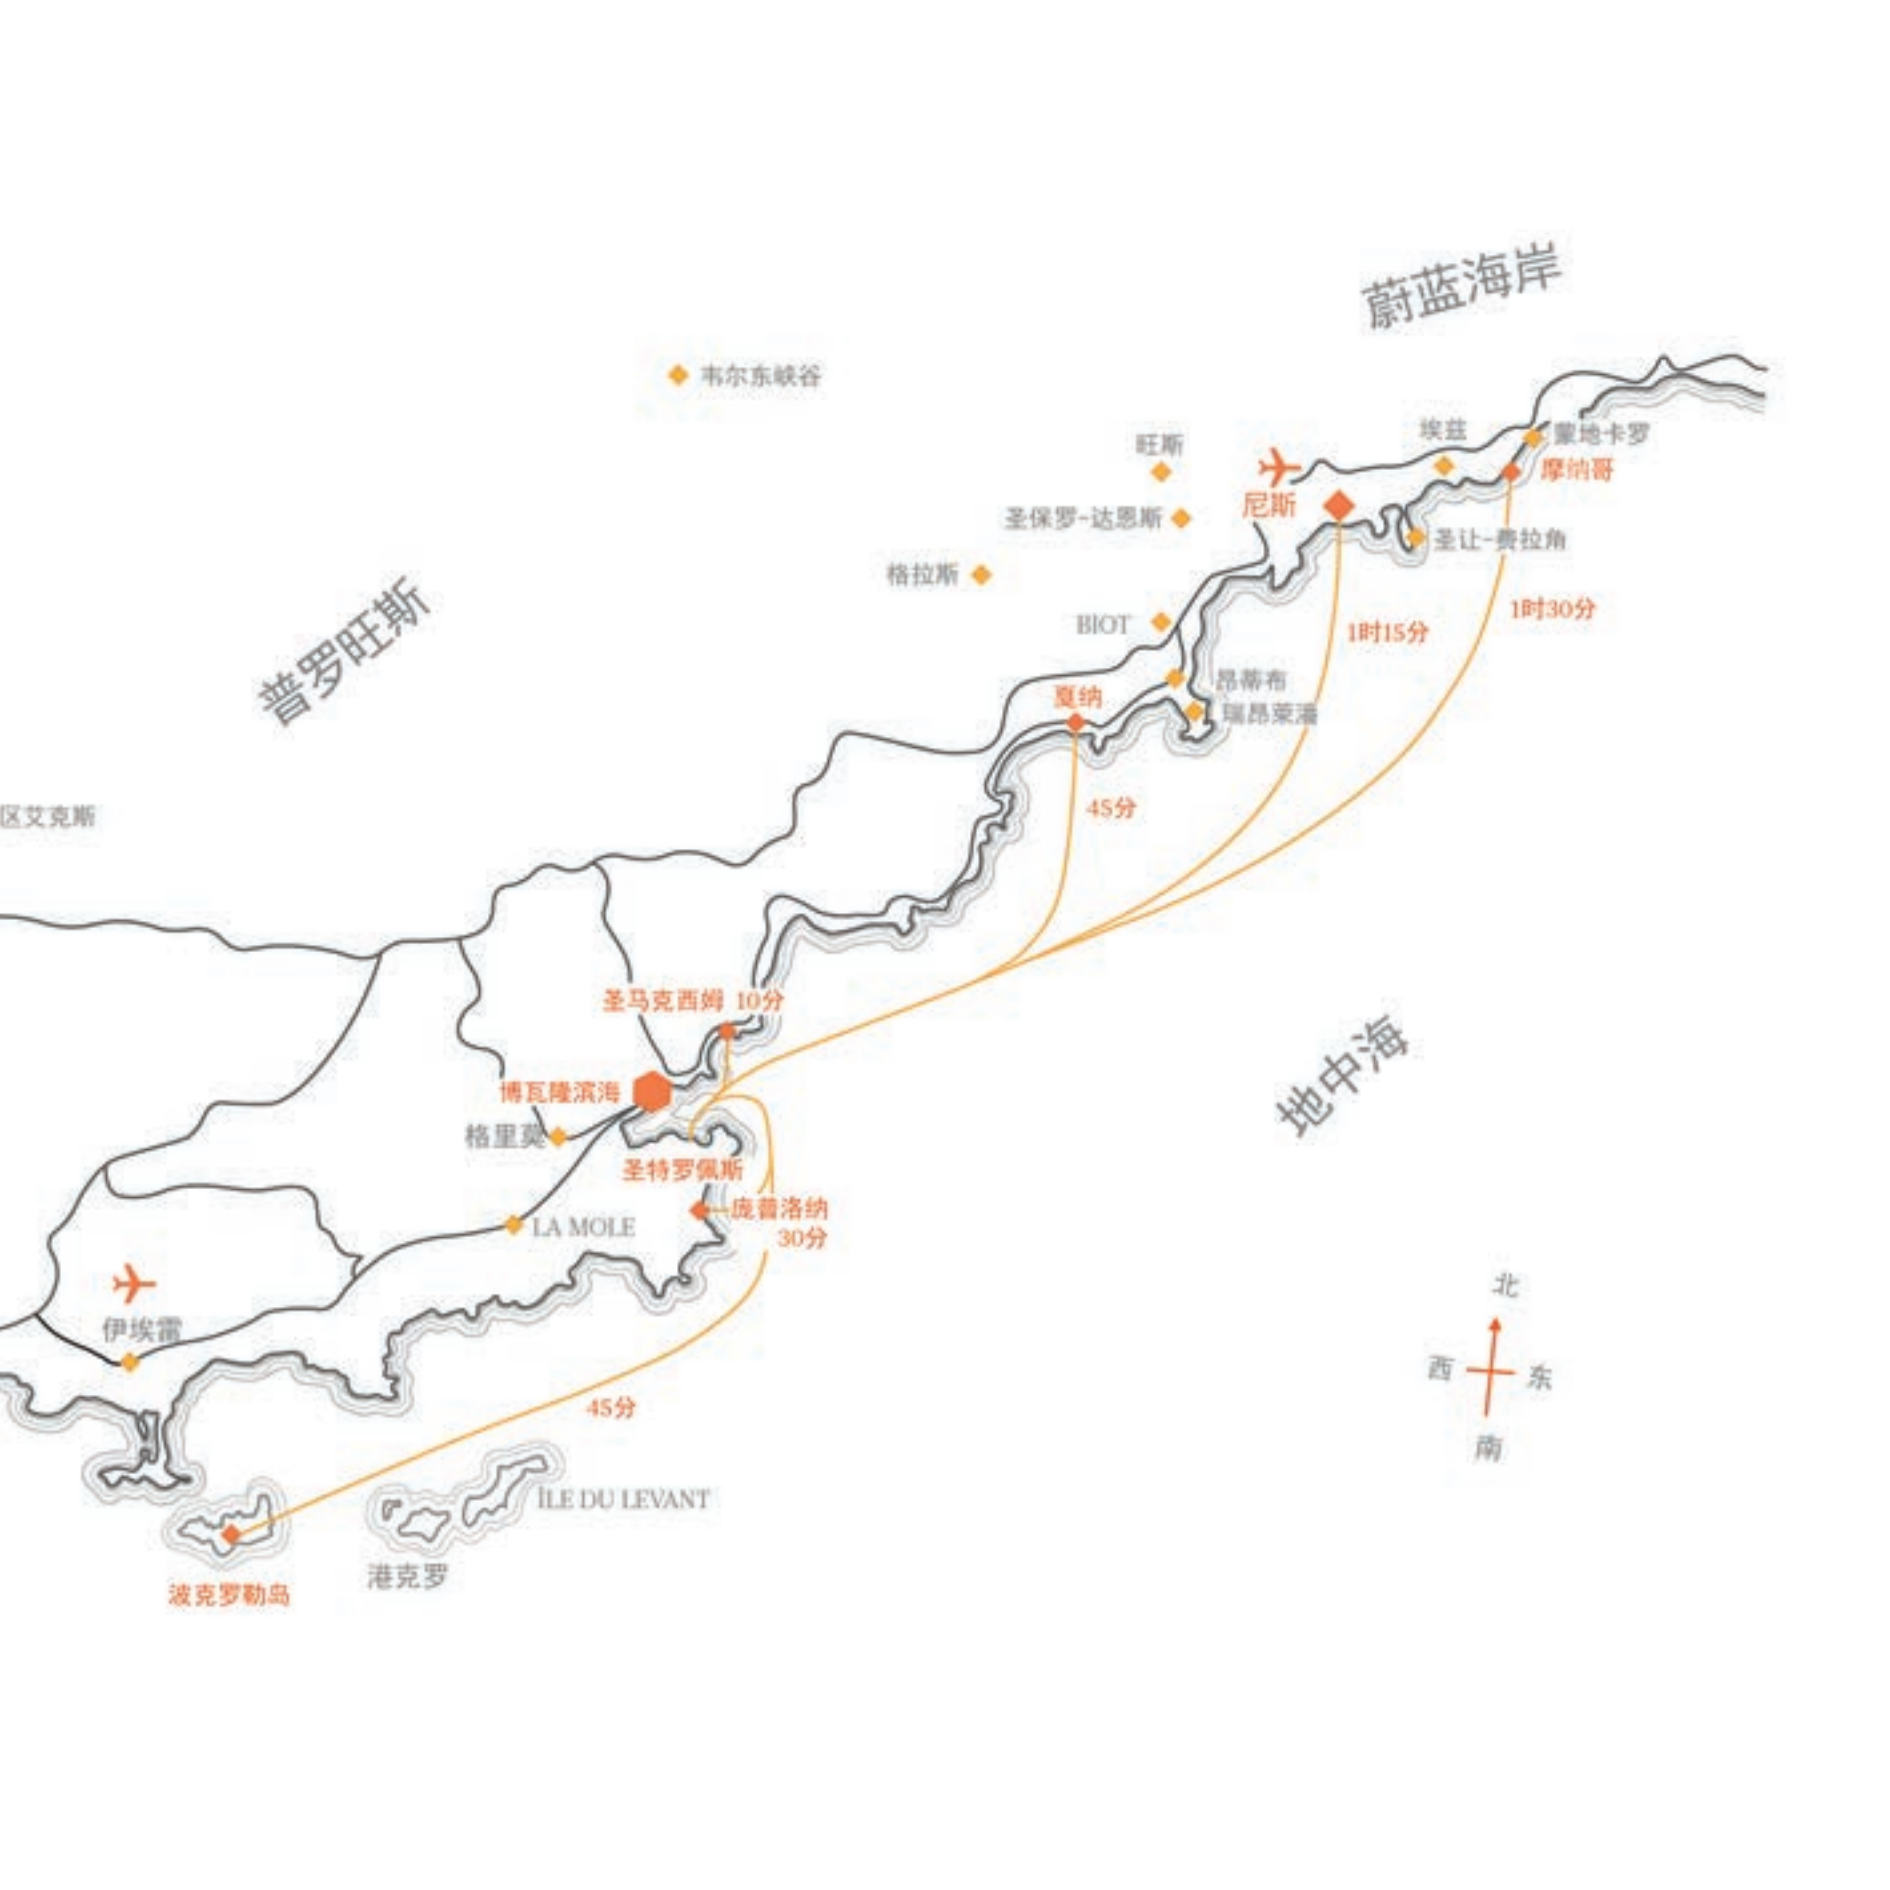 蔚蓝海岸
韦尔东峡谷
埃兹
蒙地卡罗
旺斯
摩纳哥
尼斯
圣保罗-达恩斯
圣让-费拉角
格拉斯
普罗旺斯
1时30分
BIOT
1时15分
昂蒂布
戛纳
瑞昂莱潘
45分
区艾克斯
圣马克西姆 10分
地中海
博瓦隆滨海
格里莫
圣特罗佩斯
庞普洛纳
30分
LA MOLE
伊埃雷
北
西
东
南
45分
ÎLE DU LEVANT
港克罗
波克罗勒岛